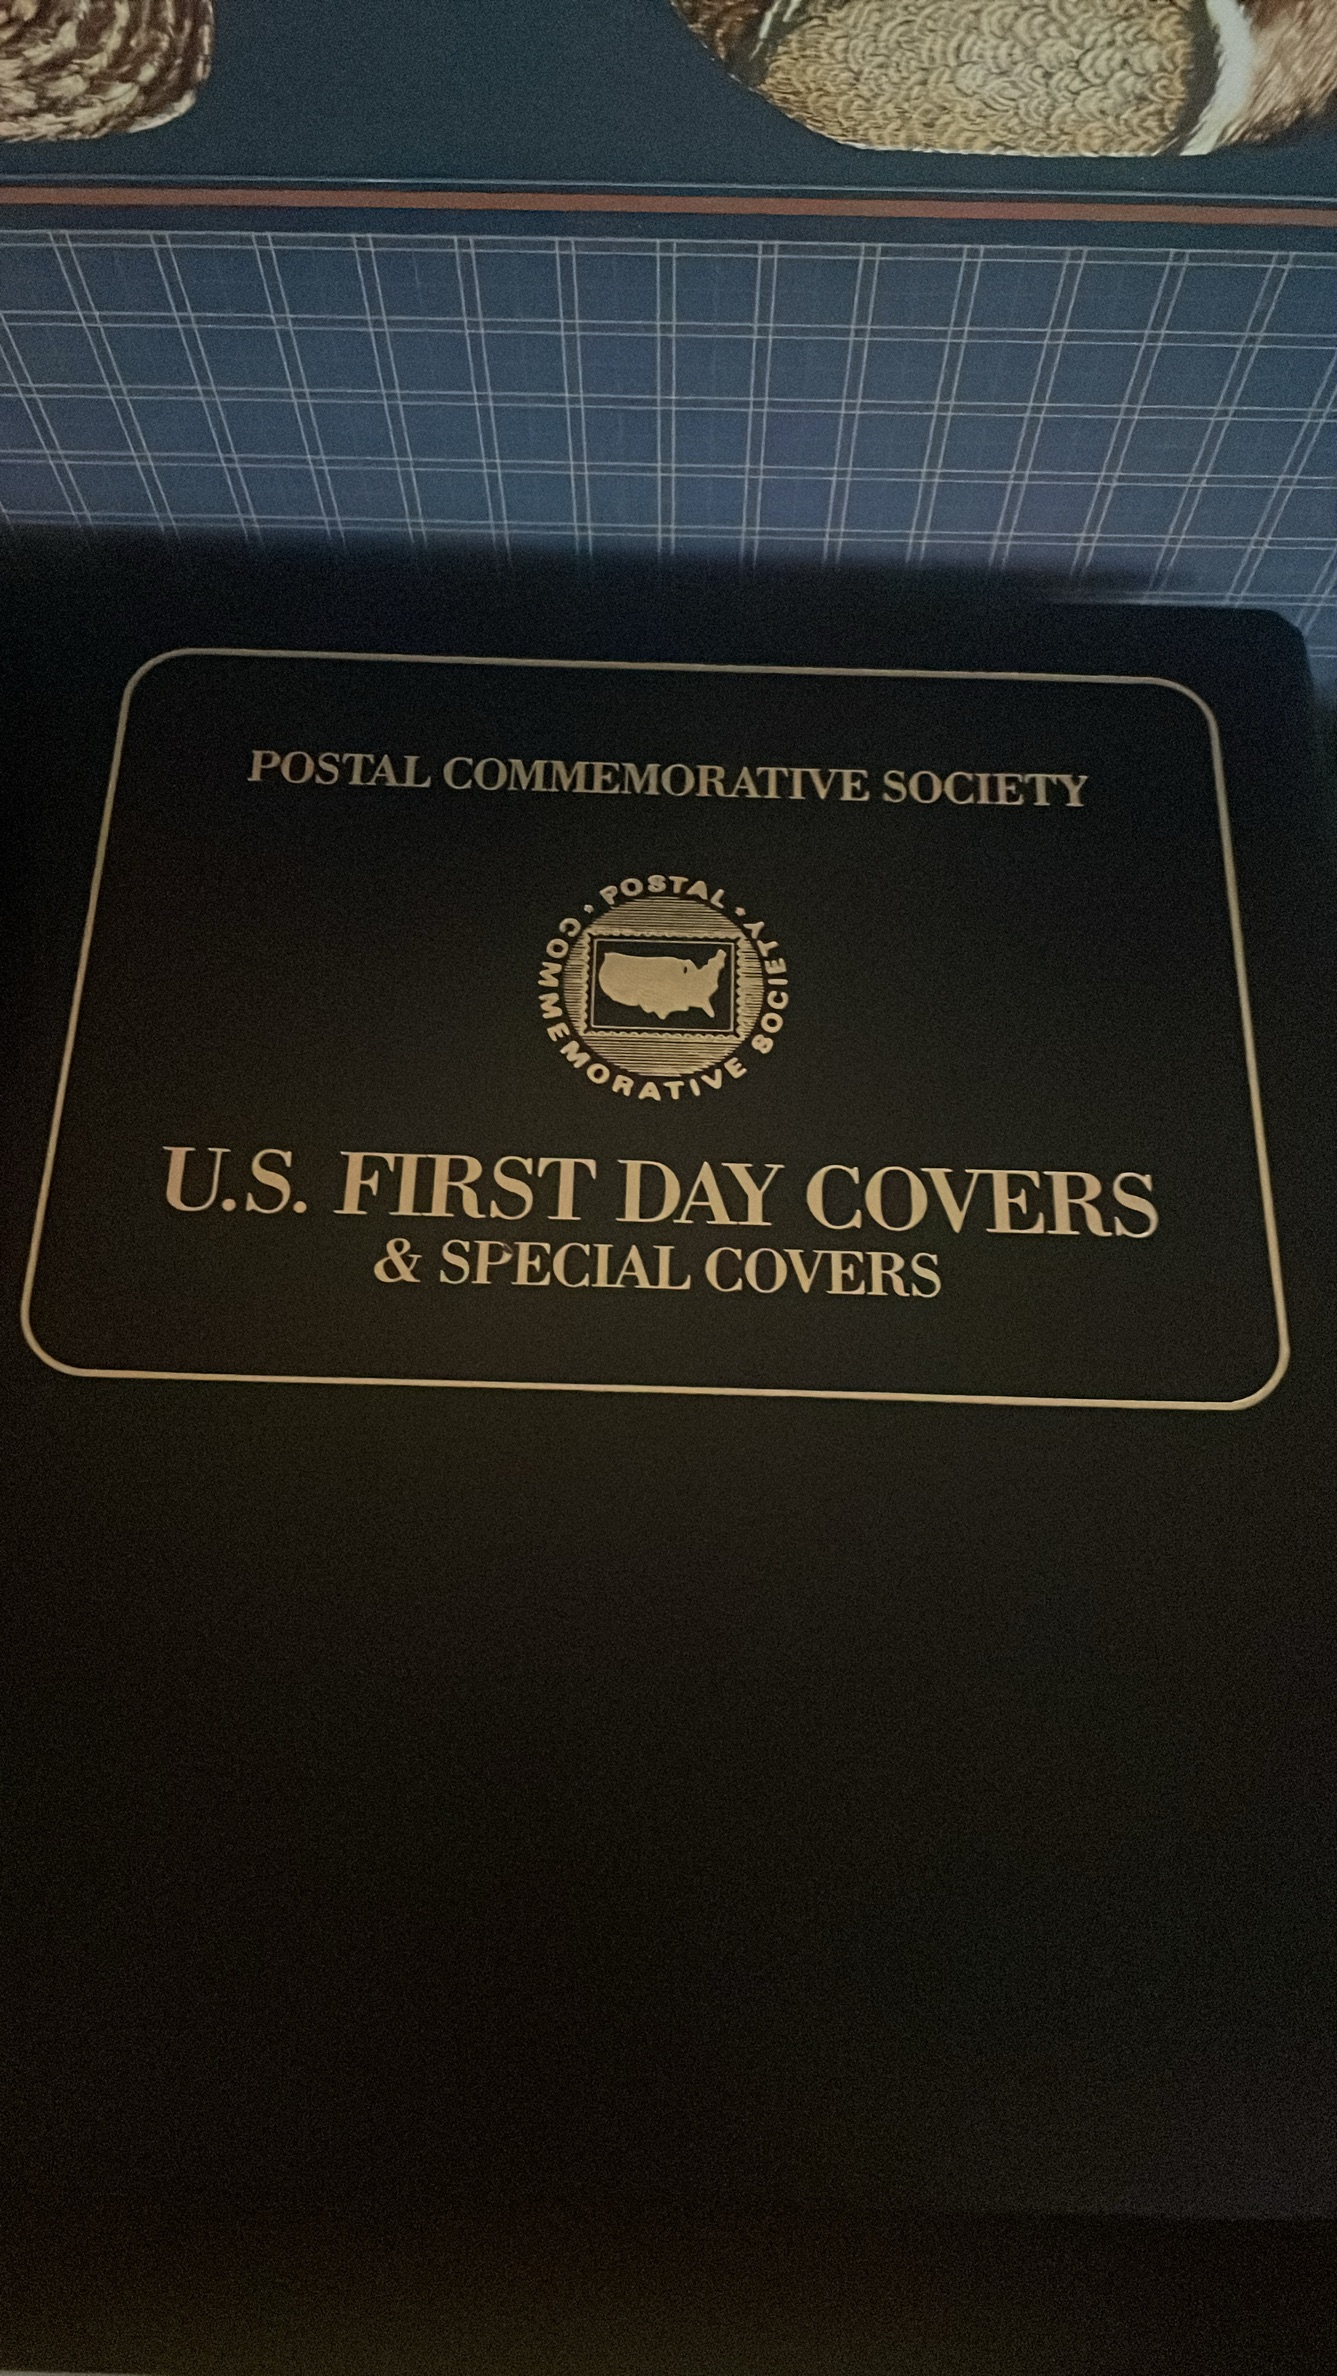 POSTAL COMMEMORATIVE SOCIETY
• POSTAL •
COMMEMORATIVE SOCIETY
U.S. FIRST DAY COVERS
& SPECIAL COVERS